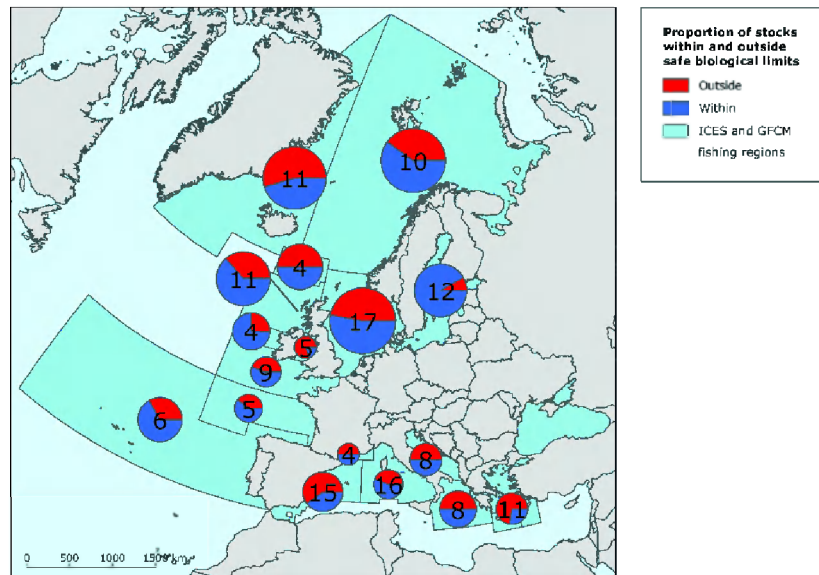 Proportion of stocks
within and outside
safe biological limits
Outside
Within
ICES and GFCM
fishing regions
10
11
4
11
12
17
4
5
9
5
6
4
8
16
15
8
11
0 500 1000